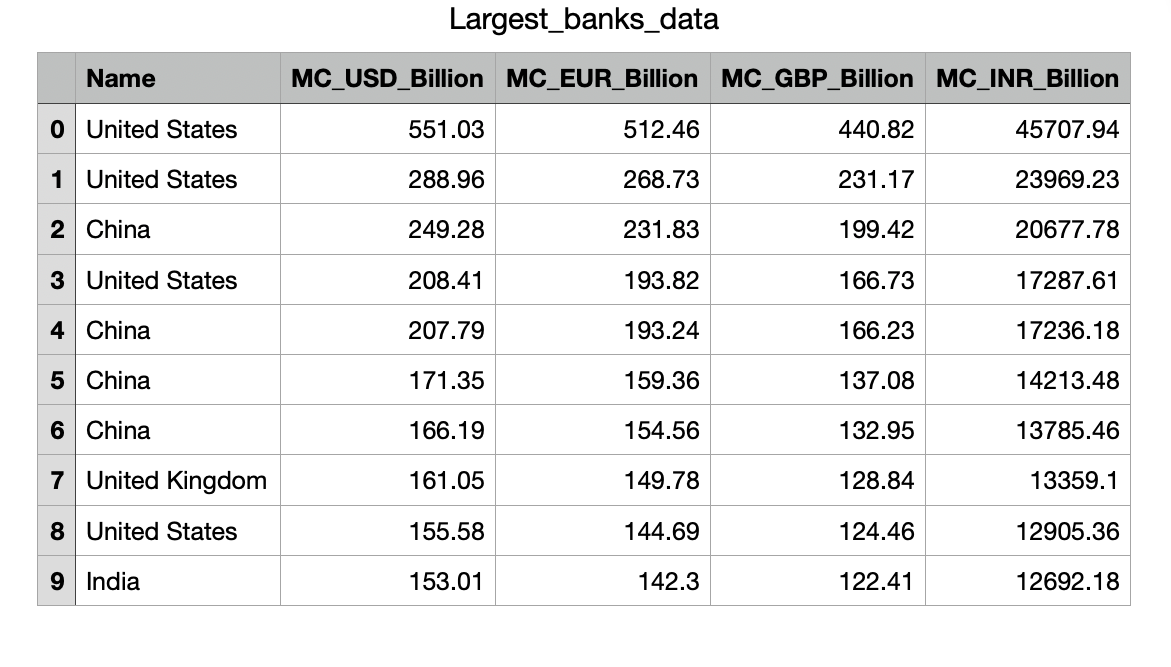 Largest_banks_data
Name MC_USD_Billion MC_EUR_Billion MC_GBP_Billion MC_INR_Billion
0 United States 551.03 512.46 440.82 45707.94
1 United States 288.96 268.73 231.17 23969.23
2 China 249.28 231.83 199.42 20677.78
3 United States 208.41 193.82 166.73 17287.61
4 China 207.79 193.24 166.23 17236.18
5 China 171.35 159.36 137.08 14213.48
6 China 166.19 154.56 132.95 13785.46
7 United Kingdom 161.05 149.78 128.84 13359.1
8 United States 155.58 144.69 124.46 12905.36
9 India 153.01 142.3 122.41 12692.18